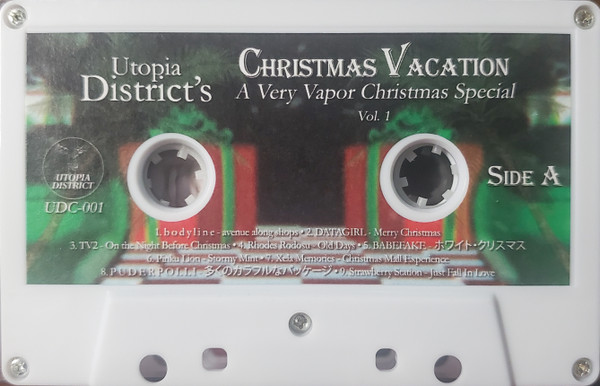 Utopia
District's
CHRISTMAS VACATION
A Very Vapor Christmas Special
Vol. 1
UTOPIA
DISTRICT
UDC-001
SIDE A
1. bodyline - avenue along shops • 2. DATAGIRL - Merry Christmas
3. TV2 - On the Night Before Christmas • 4. Rhodes Rodosu - Old Days • 5. BABEFAKE - ホワイト・クリスマス
6. Pinku Don - Stormy Mint • 7. Xela Memories - Christmas Mall Experience
8. PUDERPOLLI - 多くのカラフルなパッケージ • 9. Strawberry Station - Just Fall In Love